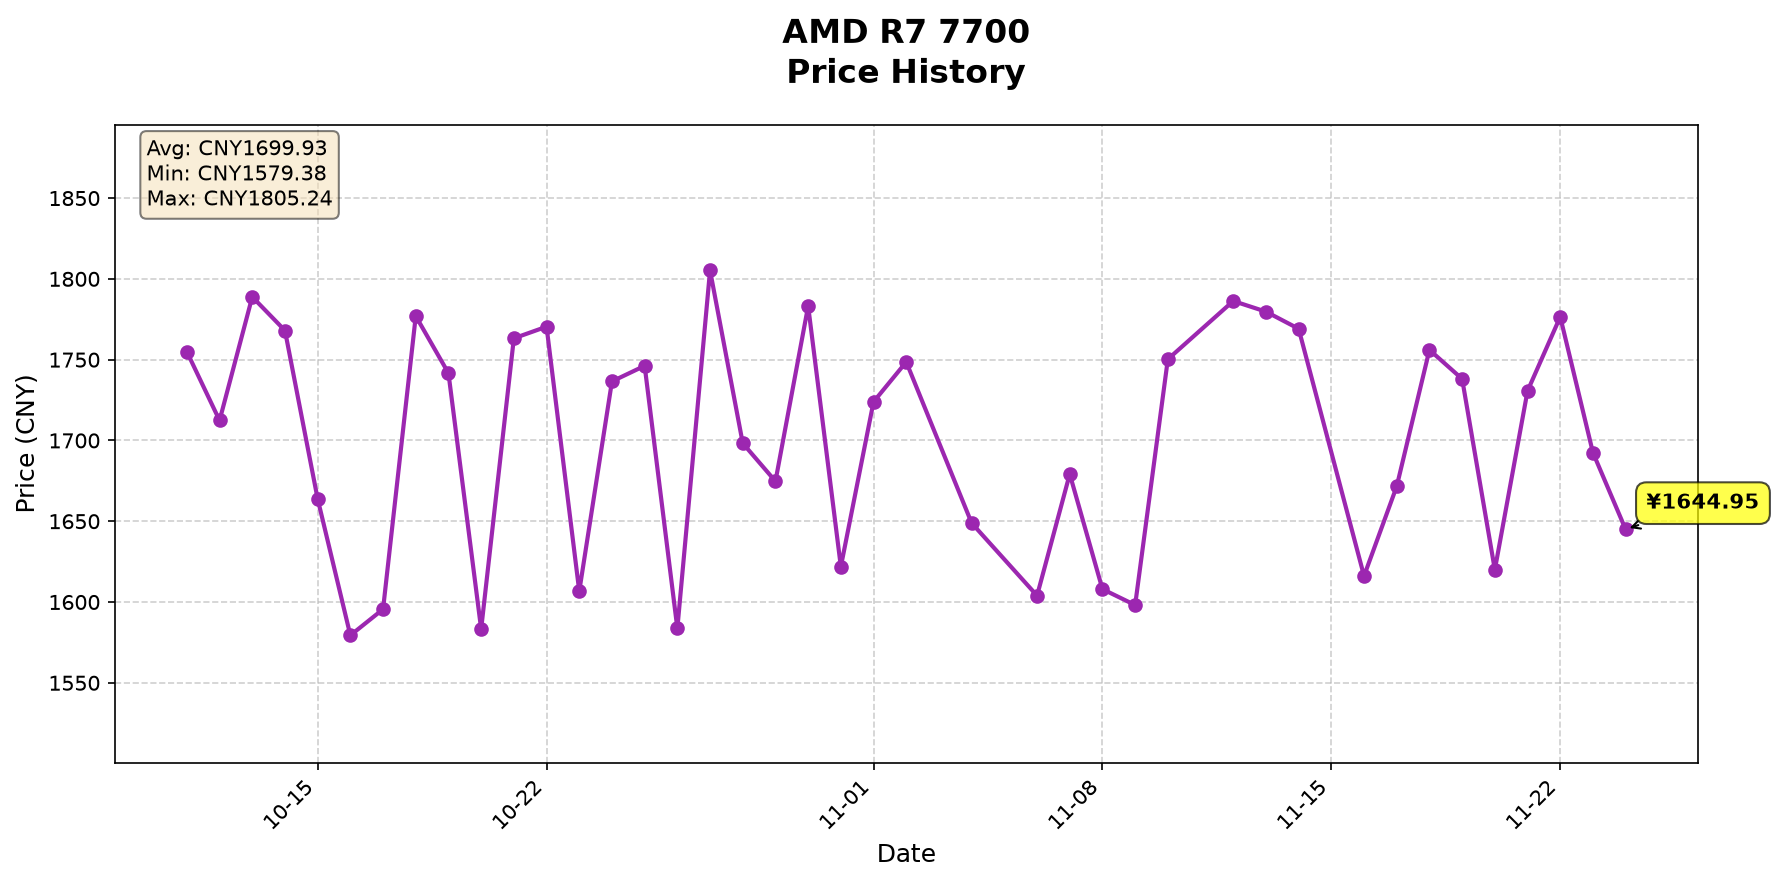 AMD R7 7700
Price History
Avg: CNY1699.93
Min: CNY1579.38
Max: CNY1805.24
Price (CNY)
1850
1800
1750
1700
1650
1600
1550
¥1644.95
10-15
10-22
11-01
11-08
11-15
11-22
Date